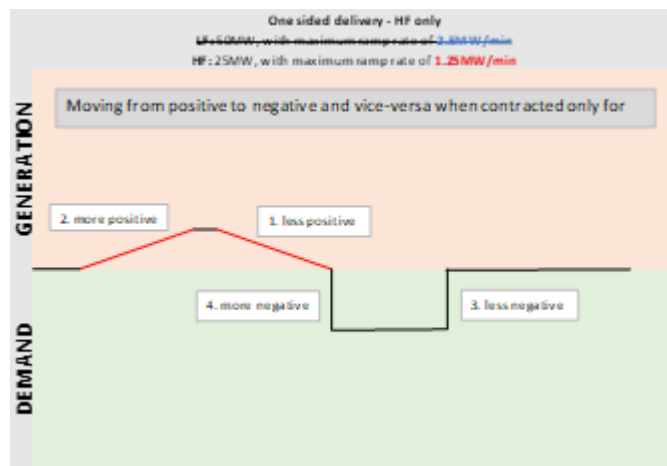 One sided delivery - HF only
LF: 50MW, with maximum ramp rate of 2.5MW/min
HF: 25MW, with maximum ramp rate of 1.25MW/min
GENERATION
Moving from positive to negative and vice-versa when contracted only for
2. more positive
1. less positive
4. more negative
3. less negative
DEMAND